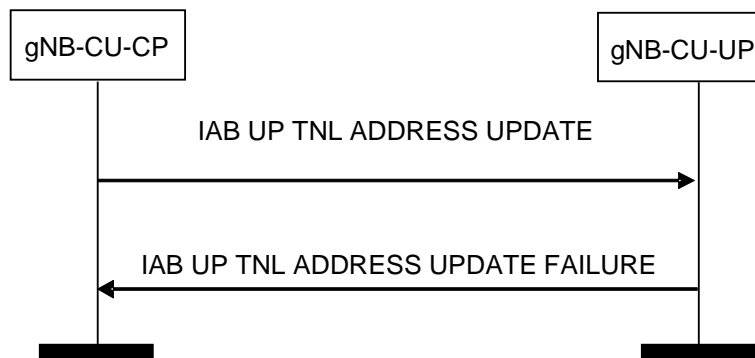 gNB-CU-CP
gNB-CU-UP
IAB UP TNL ADDRESS UPDATE
IAB UP TNL ADDRESS UPDATE FAILURE